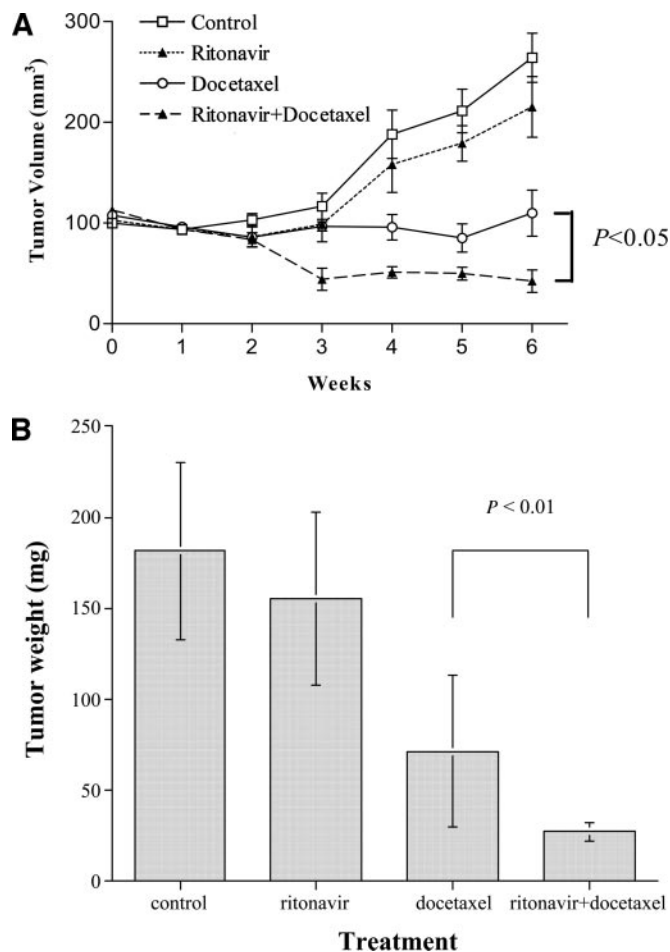 A
Control
Ritonavir
Docetaxel
Ritonavir+Docetaxel
Tumor Volume (mm³)
300
200
100
0
P<0.05
0 1 2 3 4 5 6
Weeks
B
Tumor weight (mg)
250
200
150
100
50
0
P < 0.01
control ritonavir docetaxel ritonavir+docetaxel
Treatment